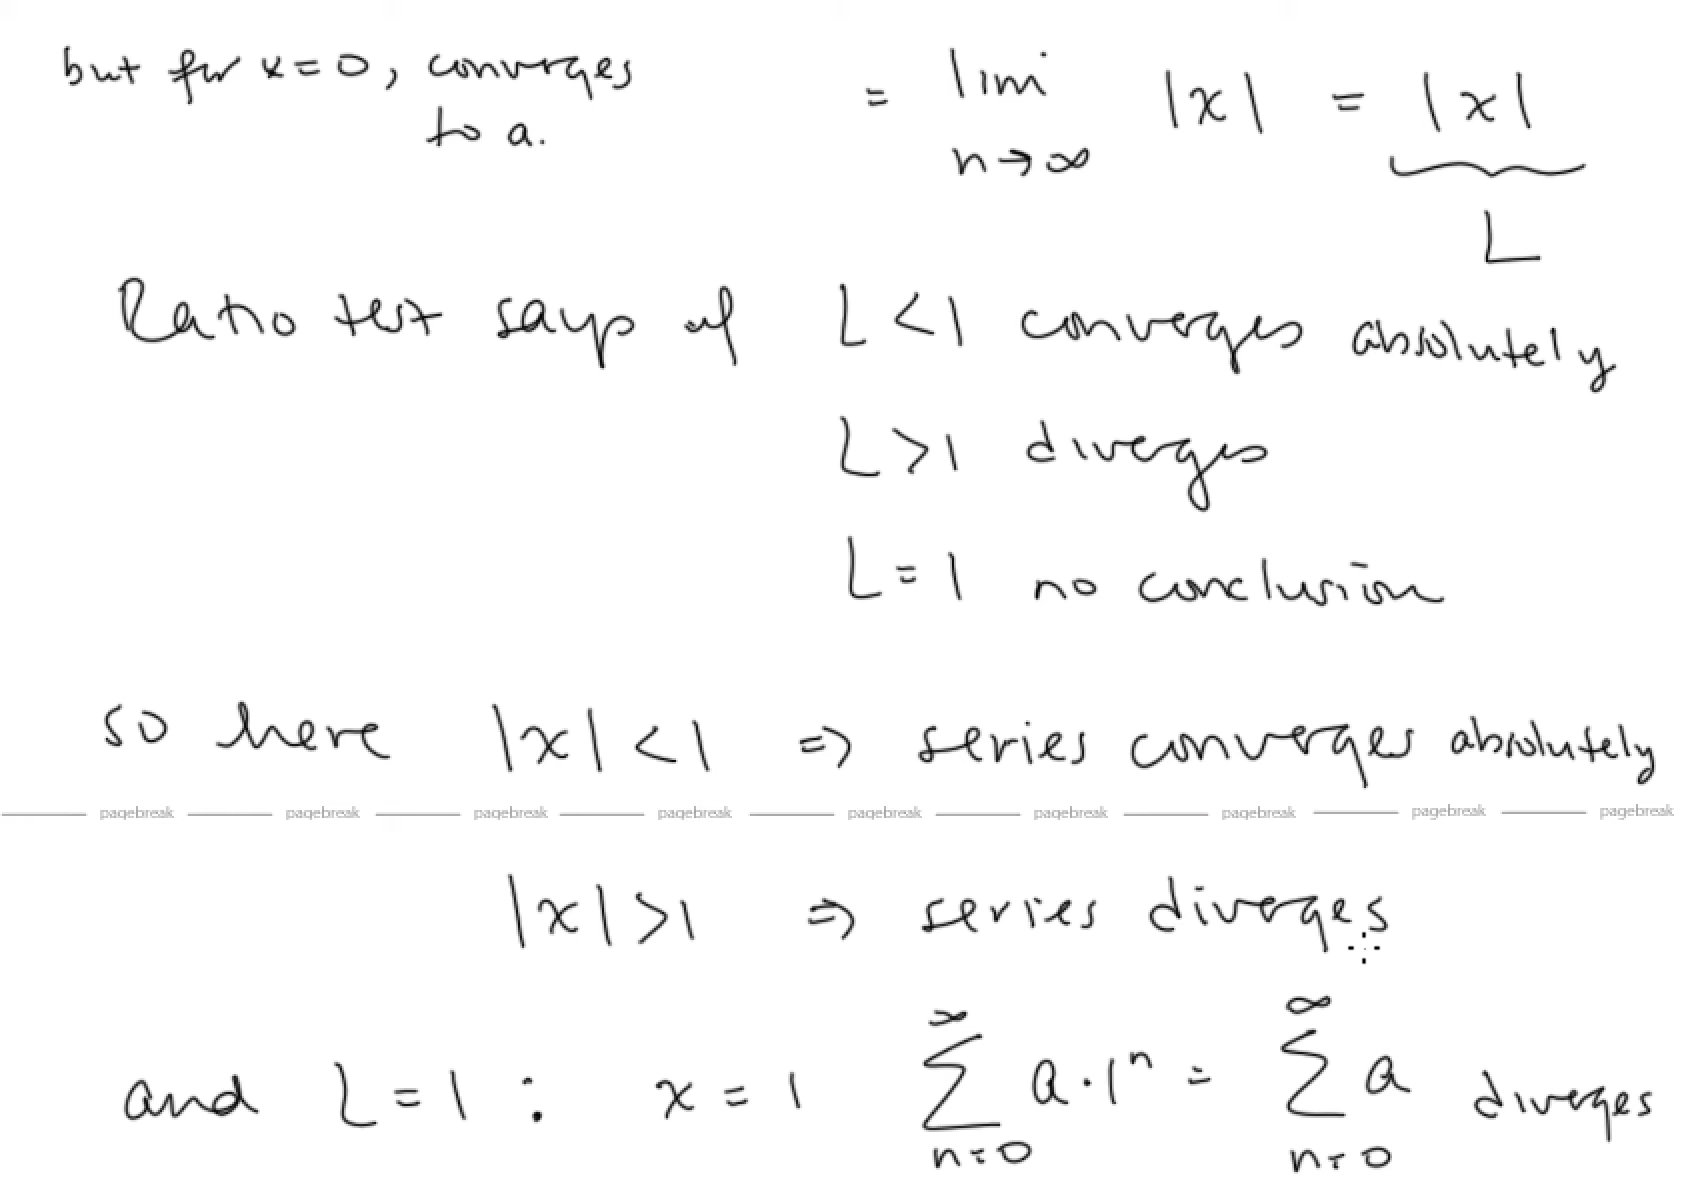 but for x=0, converges
to a.
= lim n→∞ |x| = |x|
L
Ratio test says if L<1 converges absolutely
L>1 diverges
L=1 no conclusion
so here |x|<1 ⇒ series converges absolutely
pagebreak pagebreak pagebreak pagebreak pagebreak pagebreak pagebreak pagebreak pagebreak
|x|>1 ⇒ series diverges
and L=1: x=1 ∞∑n=0 a·1ⁿ = ∞∑n=0 a diverges